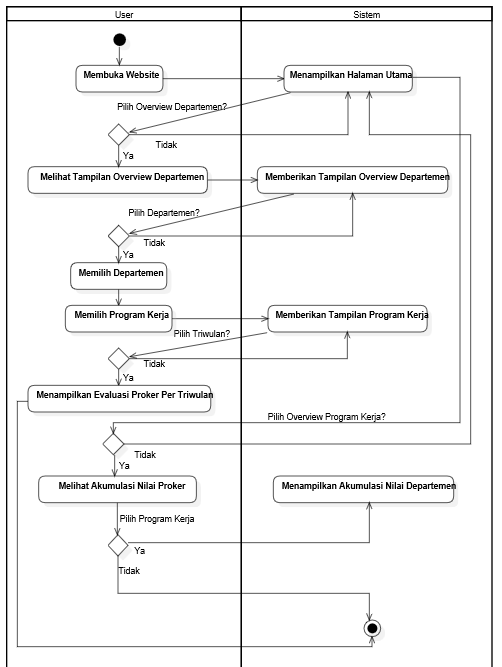 User
Sistem
Membuka Website
Menampilkan Halaman Utama
Pilih Overview Departemen?
Tidak
Ya
Melihat Tampilan Overview Departemen
Memberikan Tampilan Overview Departemen
Pilih Departemen?
Tidak
Ya
Memilih Departemen
Memilih Program Kerja
Memberikan Tampilan Program Kerja
Pilih Triwulan?
Tidak
Ya
Menampilkan Evaluasi Proker Per Triwulan
Pilih Overview Program Kerja?
Tidak
Ya
Melihat Akumulasi Nilai Proker
Menampilkan Akumulasi Nilai Departemen
Pilih Program Kerja
Ya
Tidak